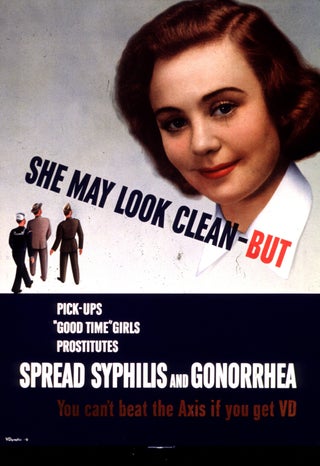 SHE MAY LOOK CLEAN-BUT
PICK-UPS
"GOOD TIME" GIRLS
PROSTITUTES
SPREAD SYPHILIS AND GONORRHEA
You can't beat the Axis if you get VD